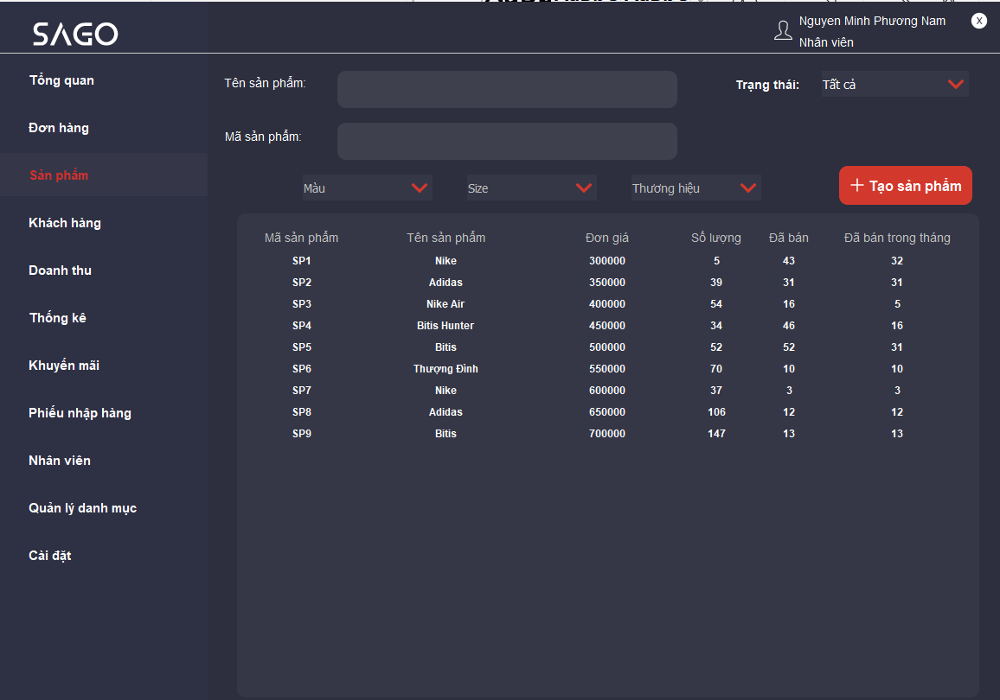 SAGO
Nguyen Minh Phương Nam
X
Nhân viên
Tổng quan
Đơn hàng
Sản phẩm
Khách hàng
Doanh thu
Thống kê
Khuyến mãi
Phiếu nhập hàng
Nhân viên
Quản lý danh mục
Cài đặt
Tên sản phẩm:
Trạng thái: Tất cả
Mã sản phẩm:
Màu Size Thương hiệu
+ Tạo sản phẩm
Mã sản phẩm Tên sản phẩm Đơn giá Số lượng Đã bán Đã bán trong tháng
SP1 Nike 300000 5 43 32
SP2 Adidas 350000 39 31 31
SP3 Nike Air 400000 54 16 5
SP4 Bitis Hunter 450000 34 46 16
SP5 Bitis 500000 52 52 31
SP6 Thượng Đình 550000 70 10 10
SP7 Nike 600000 37 3 3
SP8 Adidas 650000 106 12 12
SP9 Bitis 700000 147 13 13